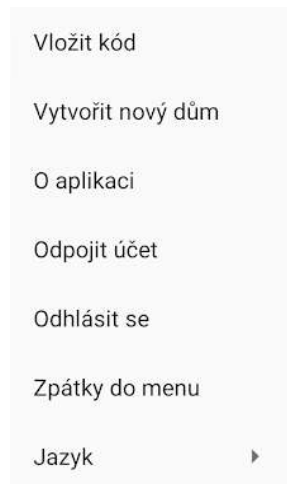 Vložit kód
Vytvořit nový dům
O aplikaci
Odpojit účet
Odhlásit se
Zpátky do menu
Jazyk